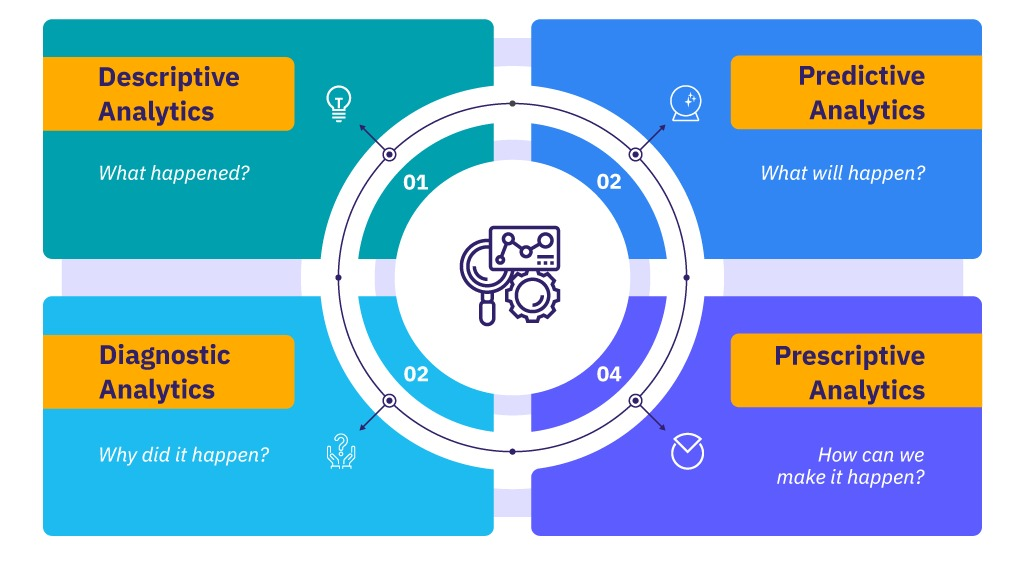 Descriptive
Analytics
What happened?
01
Predictive
Analytics
What will happen?
02
Diagnostic
Analytics
Why did it happen?
02
Prescriptive
Analytics
How can we
make it happen?
04